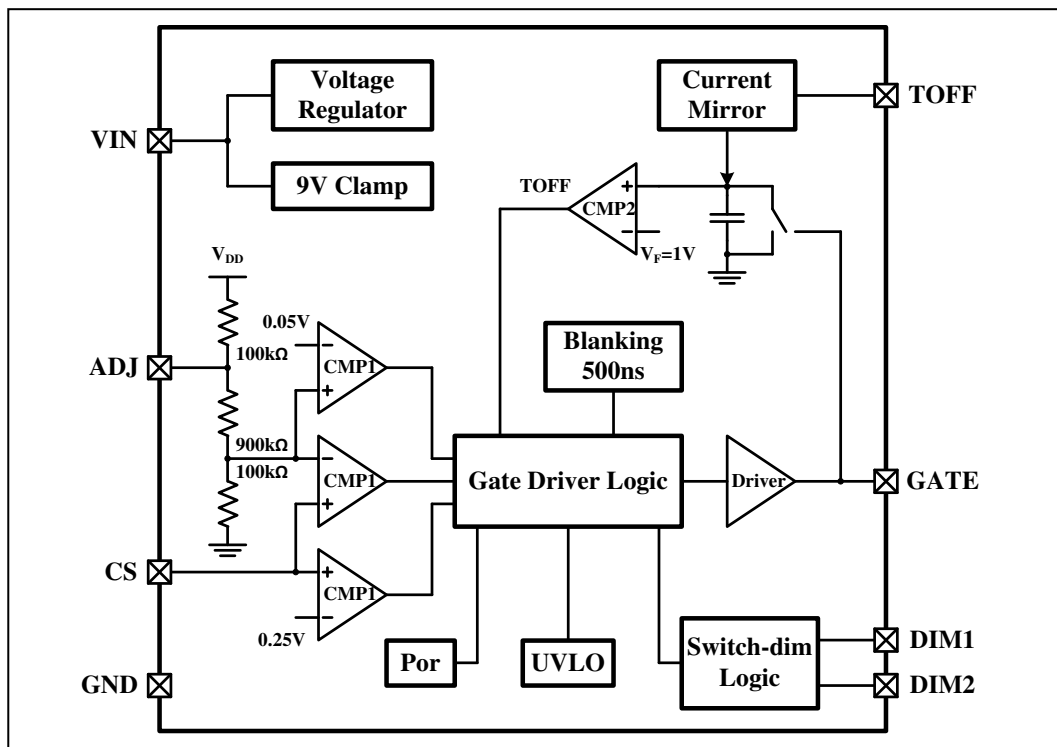 Voltage
Regulator
Current
Mirror
TOFF
VIN
9V Clamp
TOFF
+
CMP2
−
V_F=1V
V_DD
0.05V
−
100kΩ
CMP1
+
ADJ
Blanking
500ns
900kΩ
−
100kΩ
CMP1
+
Gate Driver Logic
Driver
GATE
CS
+
CMP1
−
0.25V
Por
UVLO
Switch-dim
Logic
DIM1
DIM2
GND